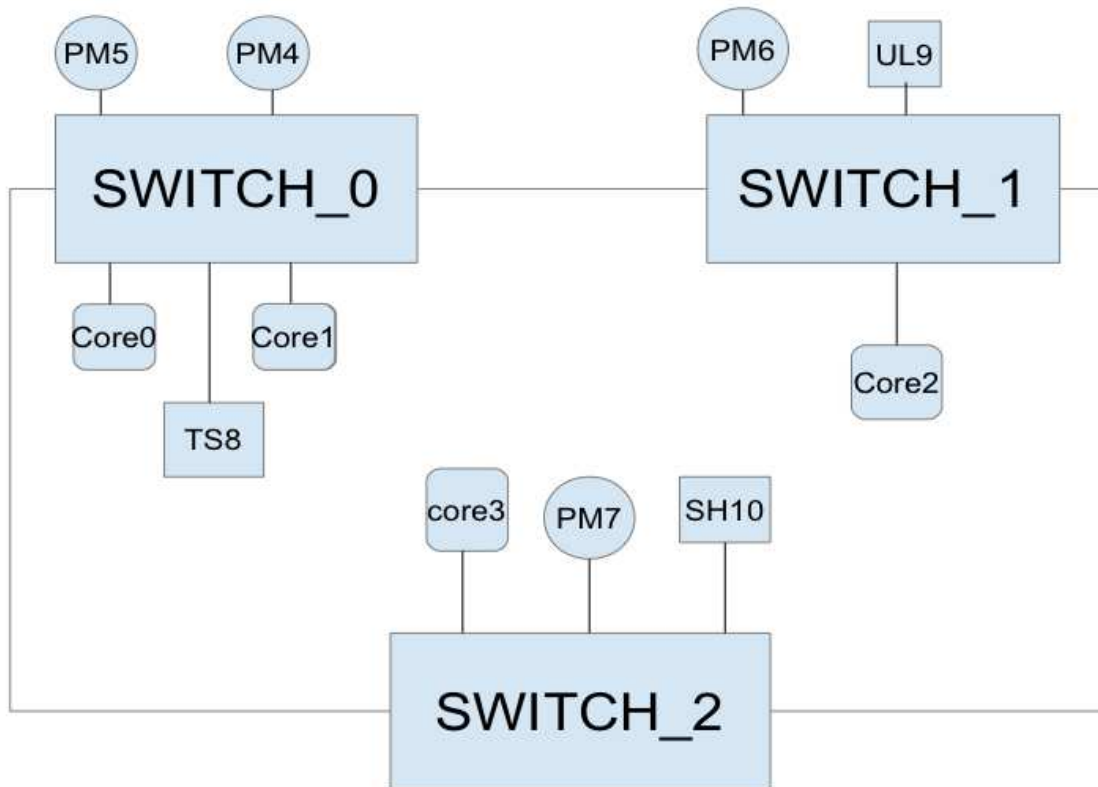 PM5
PM4
PM6
UL9
SWITCH_0
SWITCH_1
Core0
Core1
Core2
TS8
core3
PM7
SH10
SWITCH_2